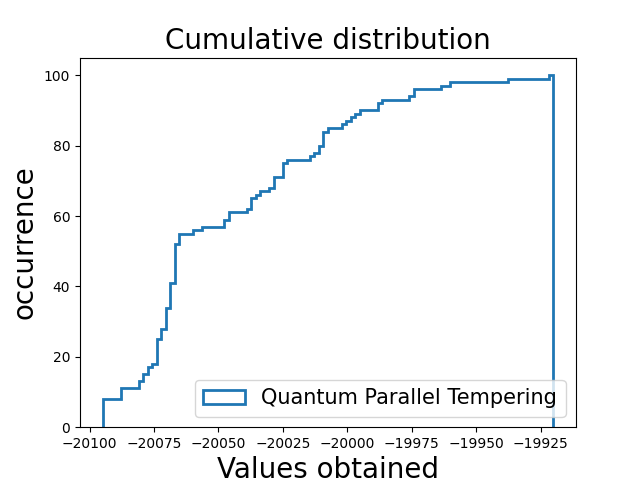 Cumulative distribution
occurrence
100
80
60
40
20
0
Quantum Parallel Tempering
−20100 −20075 −20050 −20025 −20000 −19975 −19950 −19925
Values obtained